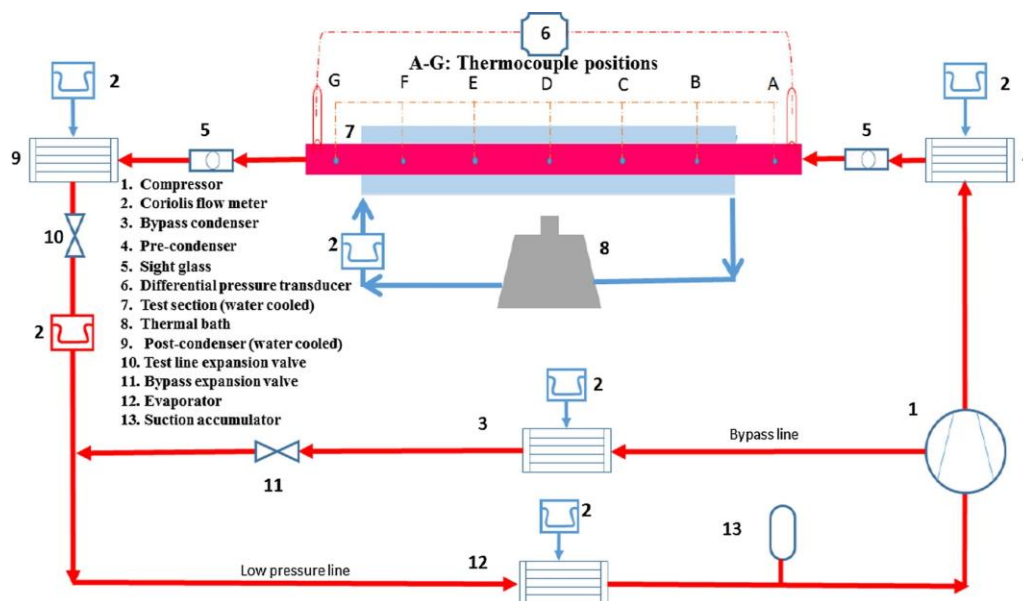 6
A-G: Thermocouple positions
2
2
G F E D C B A
5
7
5
9
1. Compressor
2. Coriolis flow meter
3. Bypass condenser
4. Pre-condenser
5. Sight glass
6. Differential pressure transducer
7. Test section (water cooled)
8. Thermal bath
9. Post-condenser (water cooled)
10. Test line expansion valve
11. Bypass expansion valve
12. Evaporator
13. Suction accumulator
10
2
8
2
2
3
Bypass line
1
11
2
13
12
Low pressure line